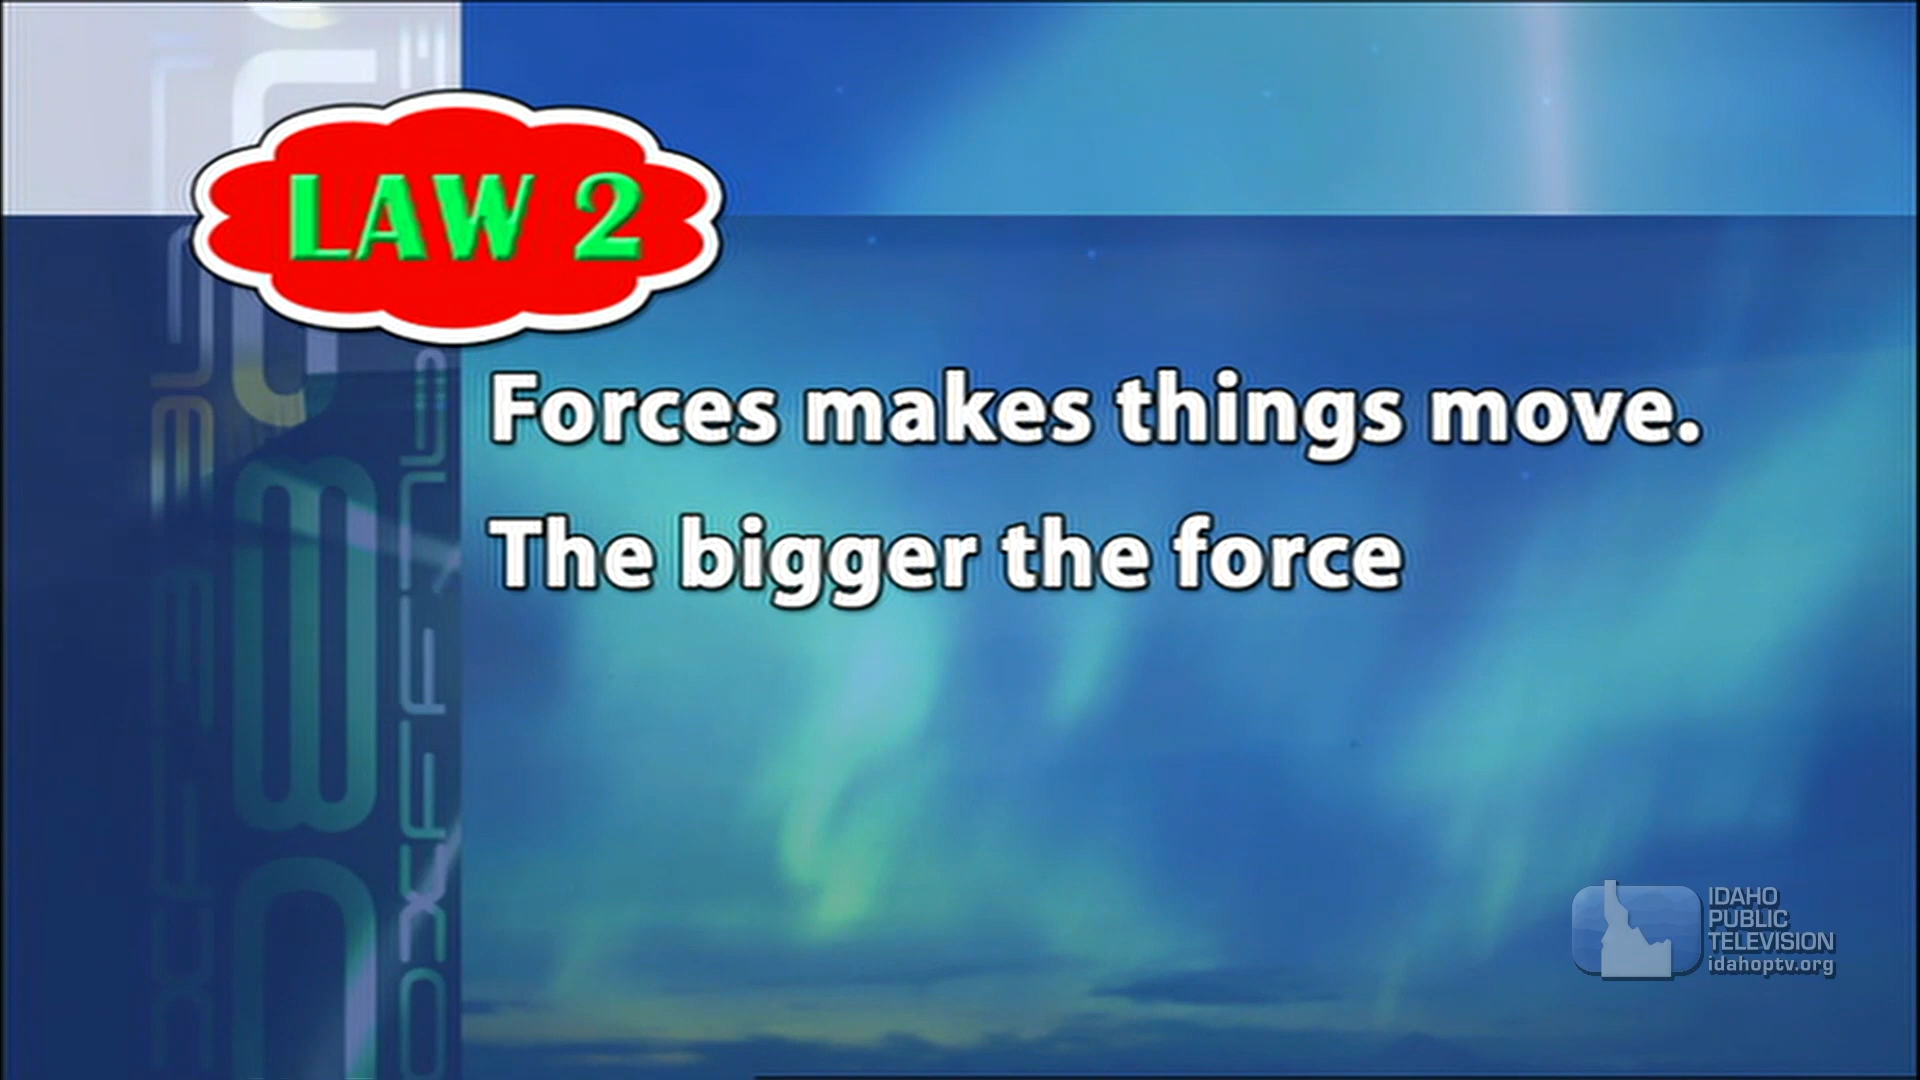 LAW 2
Forces makes things move.
The bigger the force
IDAHO
PUBLIC
TELEVISION
idahoptv.org